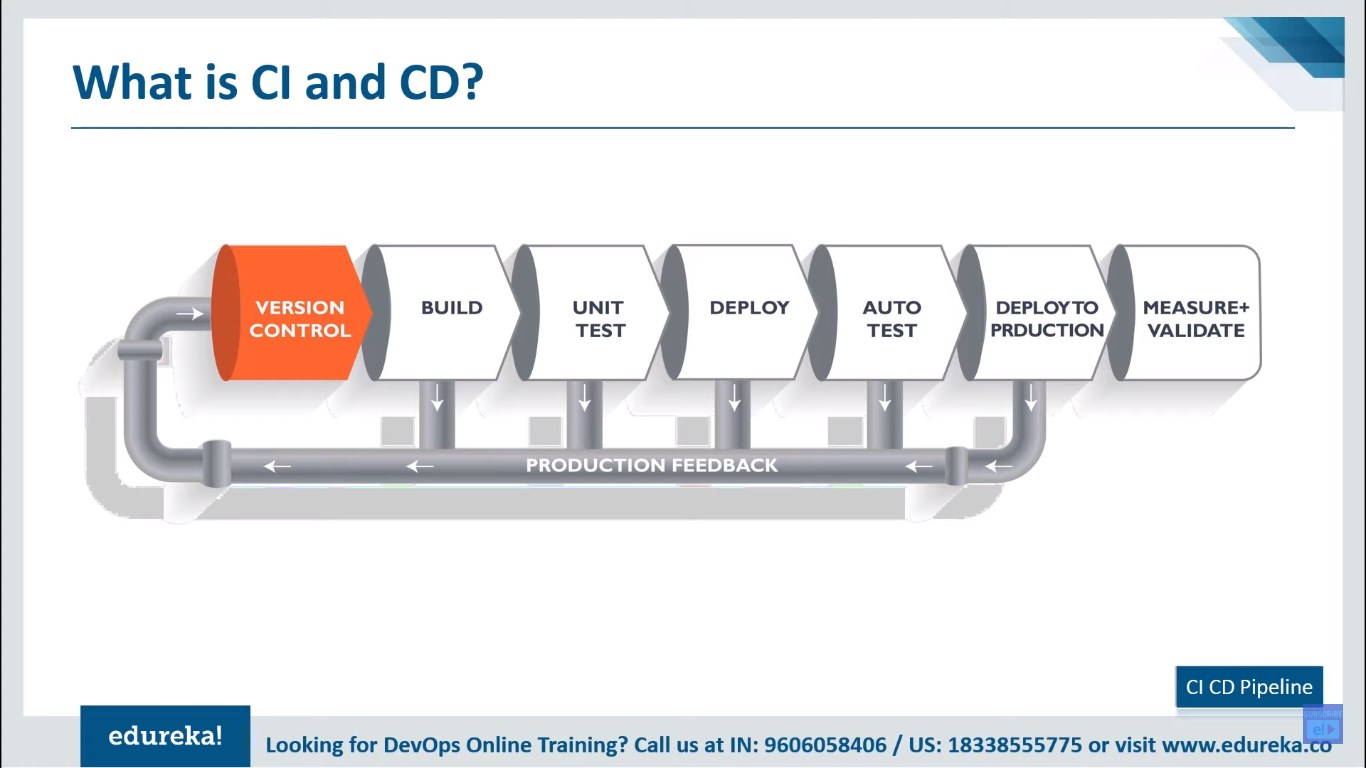 What is CI and CD?
VERSION
CONTROL
BUILD
UNIT
TEST
DEPLOY
AUTO
TEST
DEPLOY TO
PRDUCTION
MEASURE+
VALIDATE
PRODUCTION FEEDBACK
CI CD Pipeline
edureka!
Looking for DevOps Online Training? Call us at IN: 9606058406 / US: 18338555775 or visit www.edureka.co